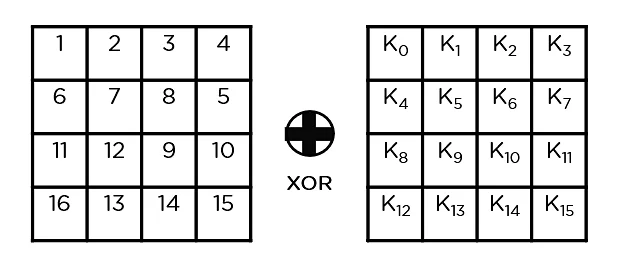 1 2 3 4 K₀ K₁ K₂ K₃
6 7 8 5 K₄ K₅ K₆ K₇
11 12 9 10 K₈ K₉ K₁₀ K₁₁
XOR
16 13 14 15 K₁₂ K₁₃ K₁₄ K₁₅